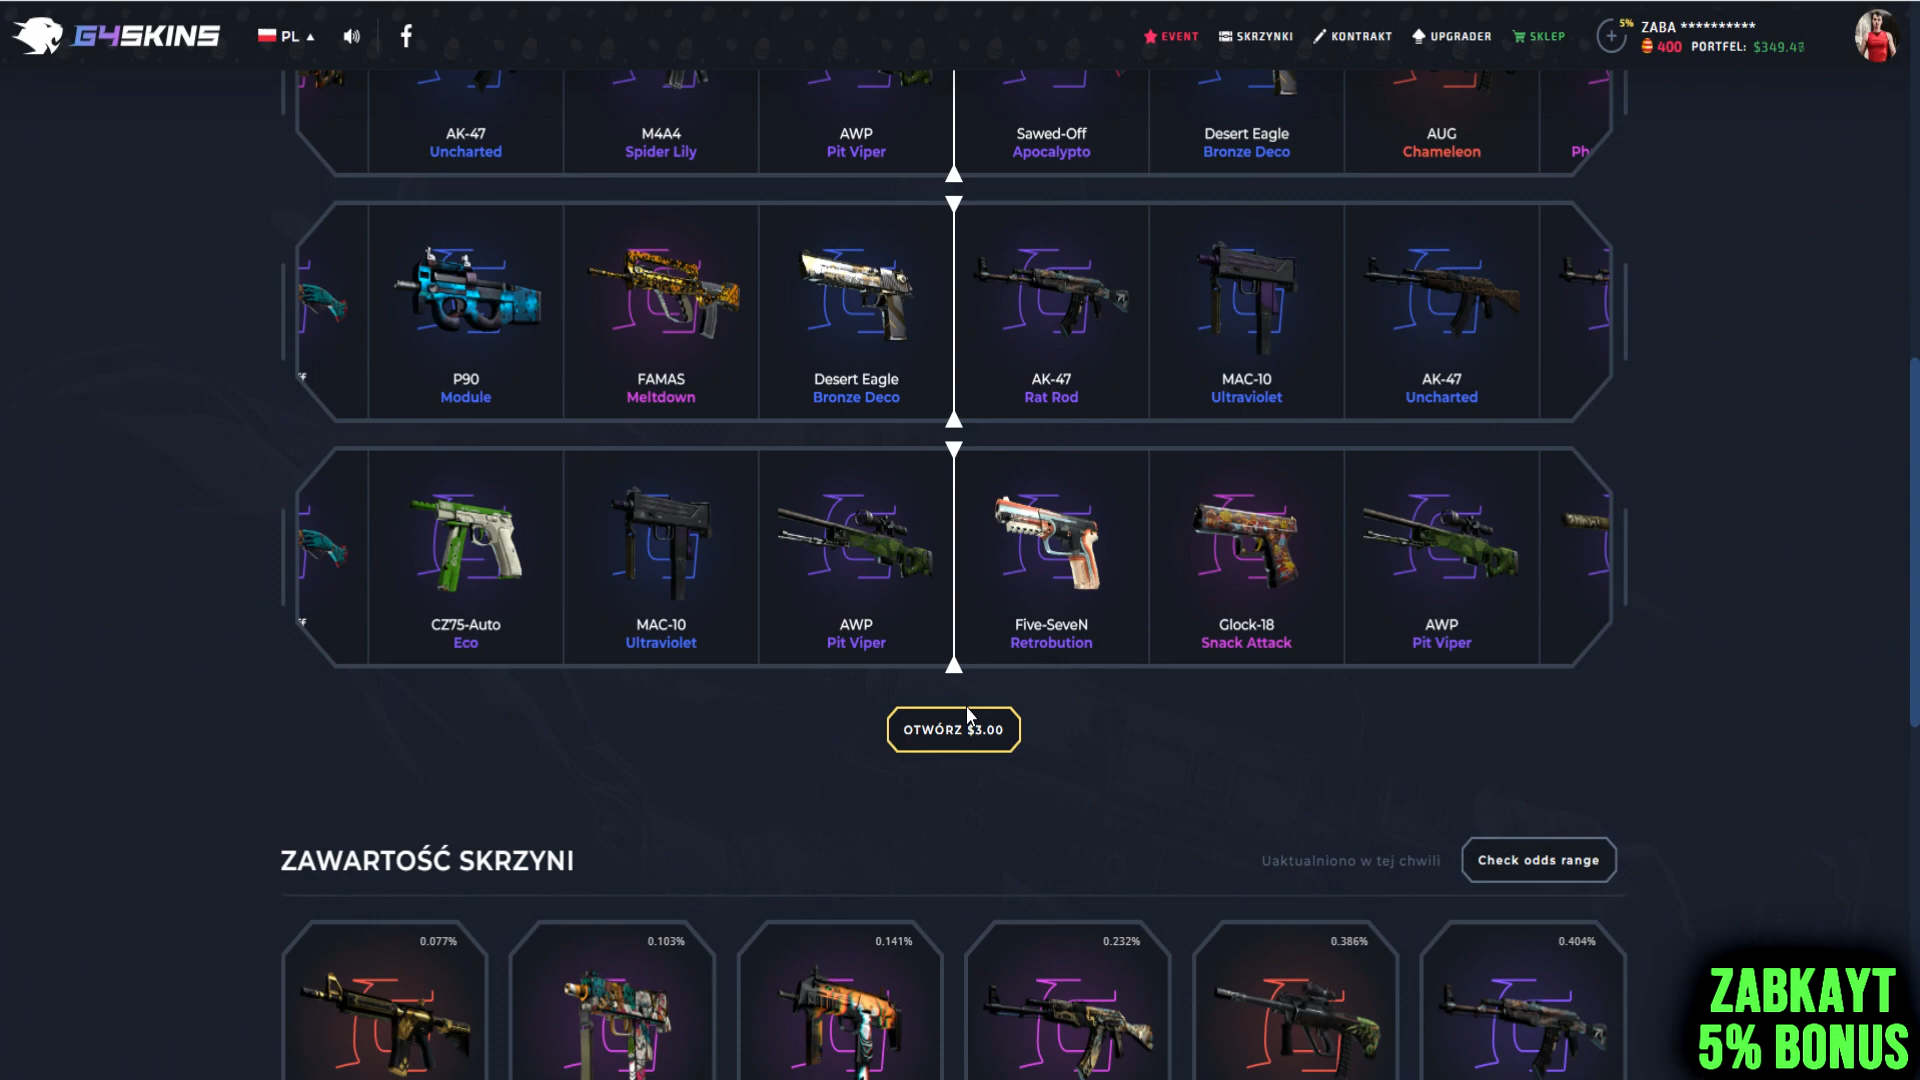 G4SKINS
PL
EVENT
SKRZYNKI
KONTRAKT
UPGRADER
SKLEP
5%
ZABA **********
400 PORTFEL:
AK-47
Uncharted
M4A4
Spider Lily
AWP
Pit Viper
Sawed-Off
Apocalypto
Desert Eagle
Bronze Deco
AUG
Chameleon
Ph
P90
Module
FAMAS
Meltdown
Desert Eagle
Bronze Deco
AK-47
Rat Rod
MAC-10
Ultraviolet
AK-47
Uncharted
CZ75-Auto
Eco
MAC-10
Ultraviolet
AWP
Pit Viper
Five-SeveN
Retrobution
Glock-18
Snack Attack
AWP
Pit Viper
OTWÓRZ $3.00
ZAWARTOŚĆ SKRZYNI
Uaktualniono w tej chwili
Check odds range
0.077%
0.103%
0.141%
0.232%
0.386%
0.404%
ZABKAYT
5% BONUS